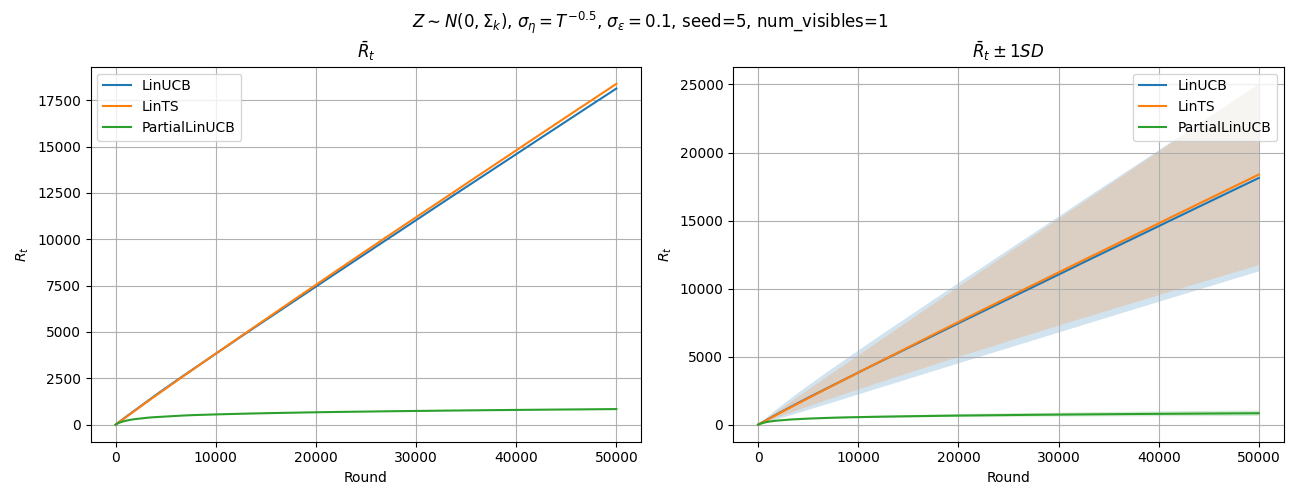 Z ∼ N(0, Σ_k), σ_η = T^{−0.5}, σ_ε = 0.1, seed=5, num_visibles=1
R̄_t
LinUCB
LinTS
PartialLinUCB
17500
15000
12500
10000
7500
5000
2500
0
R_t
0 10000 20000 30000 40000 50000
Round
R̄_t ± 1SD
LinUCB
LinTS
PartialLinUCB
25000
20000
15000
10000
5000
0
R_t
0 10000 20000 30000 40000 50000
Round